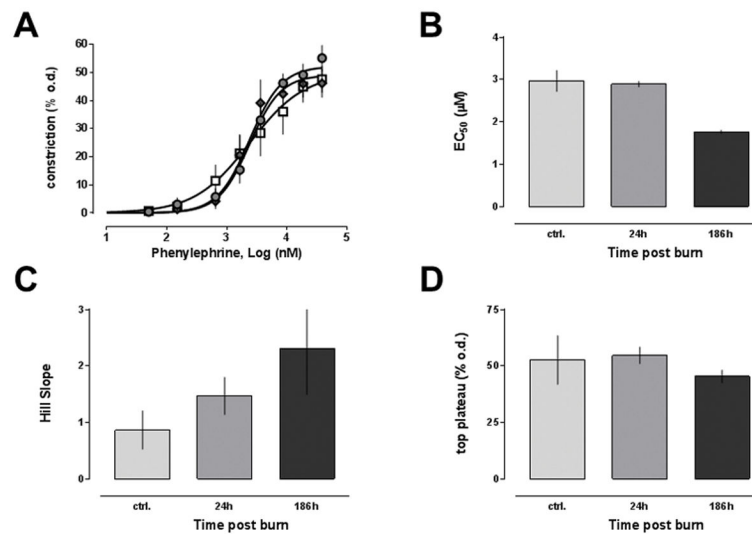 A
constriction (% o.d.)
60
50
40
30
20
10
0
1 2 3 4 5
Phenylephrine, Log (nM)
B
EC50 (µM)
4
3
2
1
0
ctrl. 24h 186h
Time post burn
C
Hill Slope
3
2
1
0
ctrl. 24h 186h
Time post burn
D
top plateau (% o.d.)
75
50
25
0
ctrl. 24h 186h
Time post burn